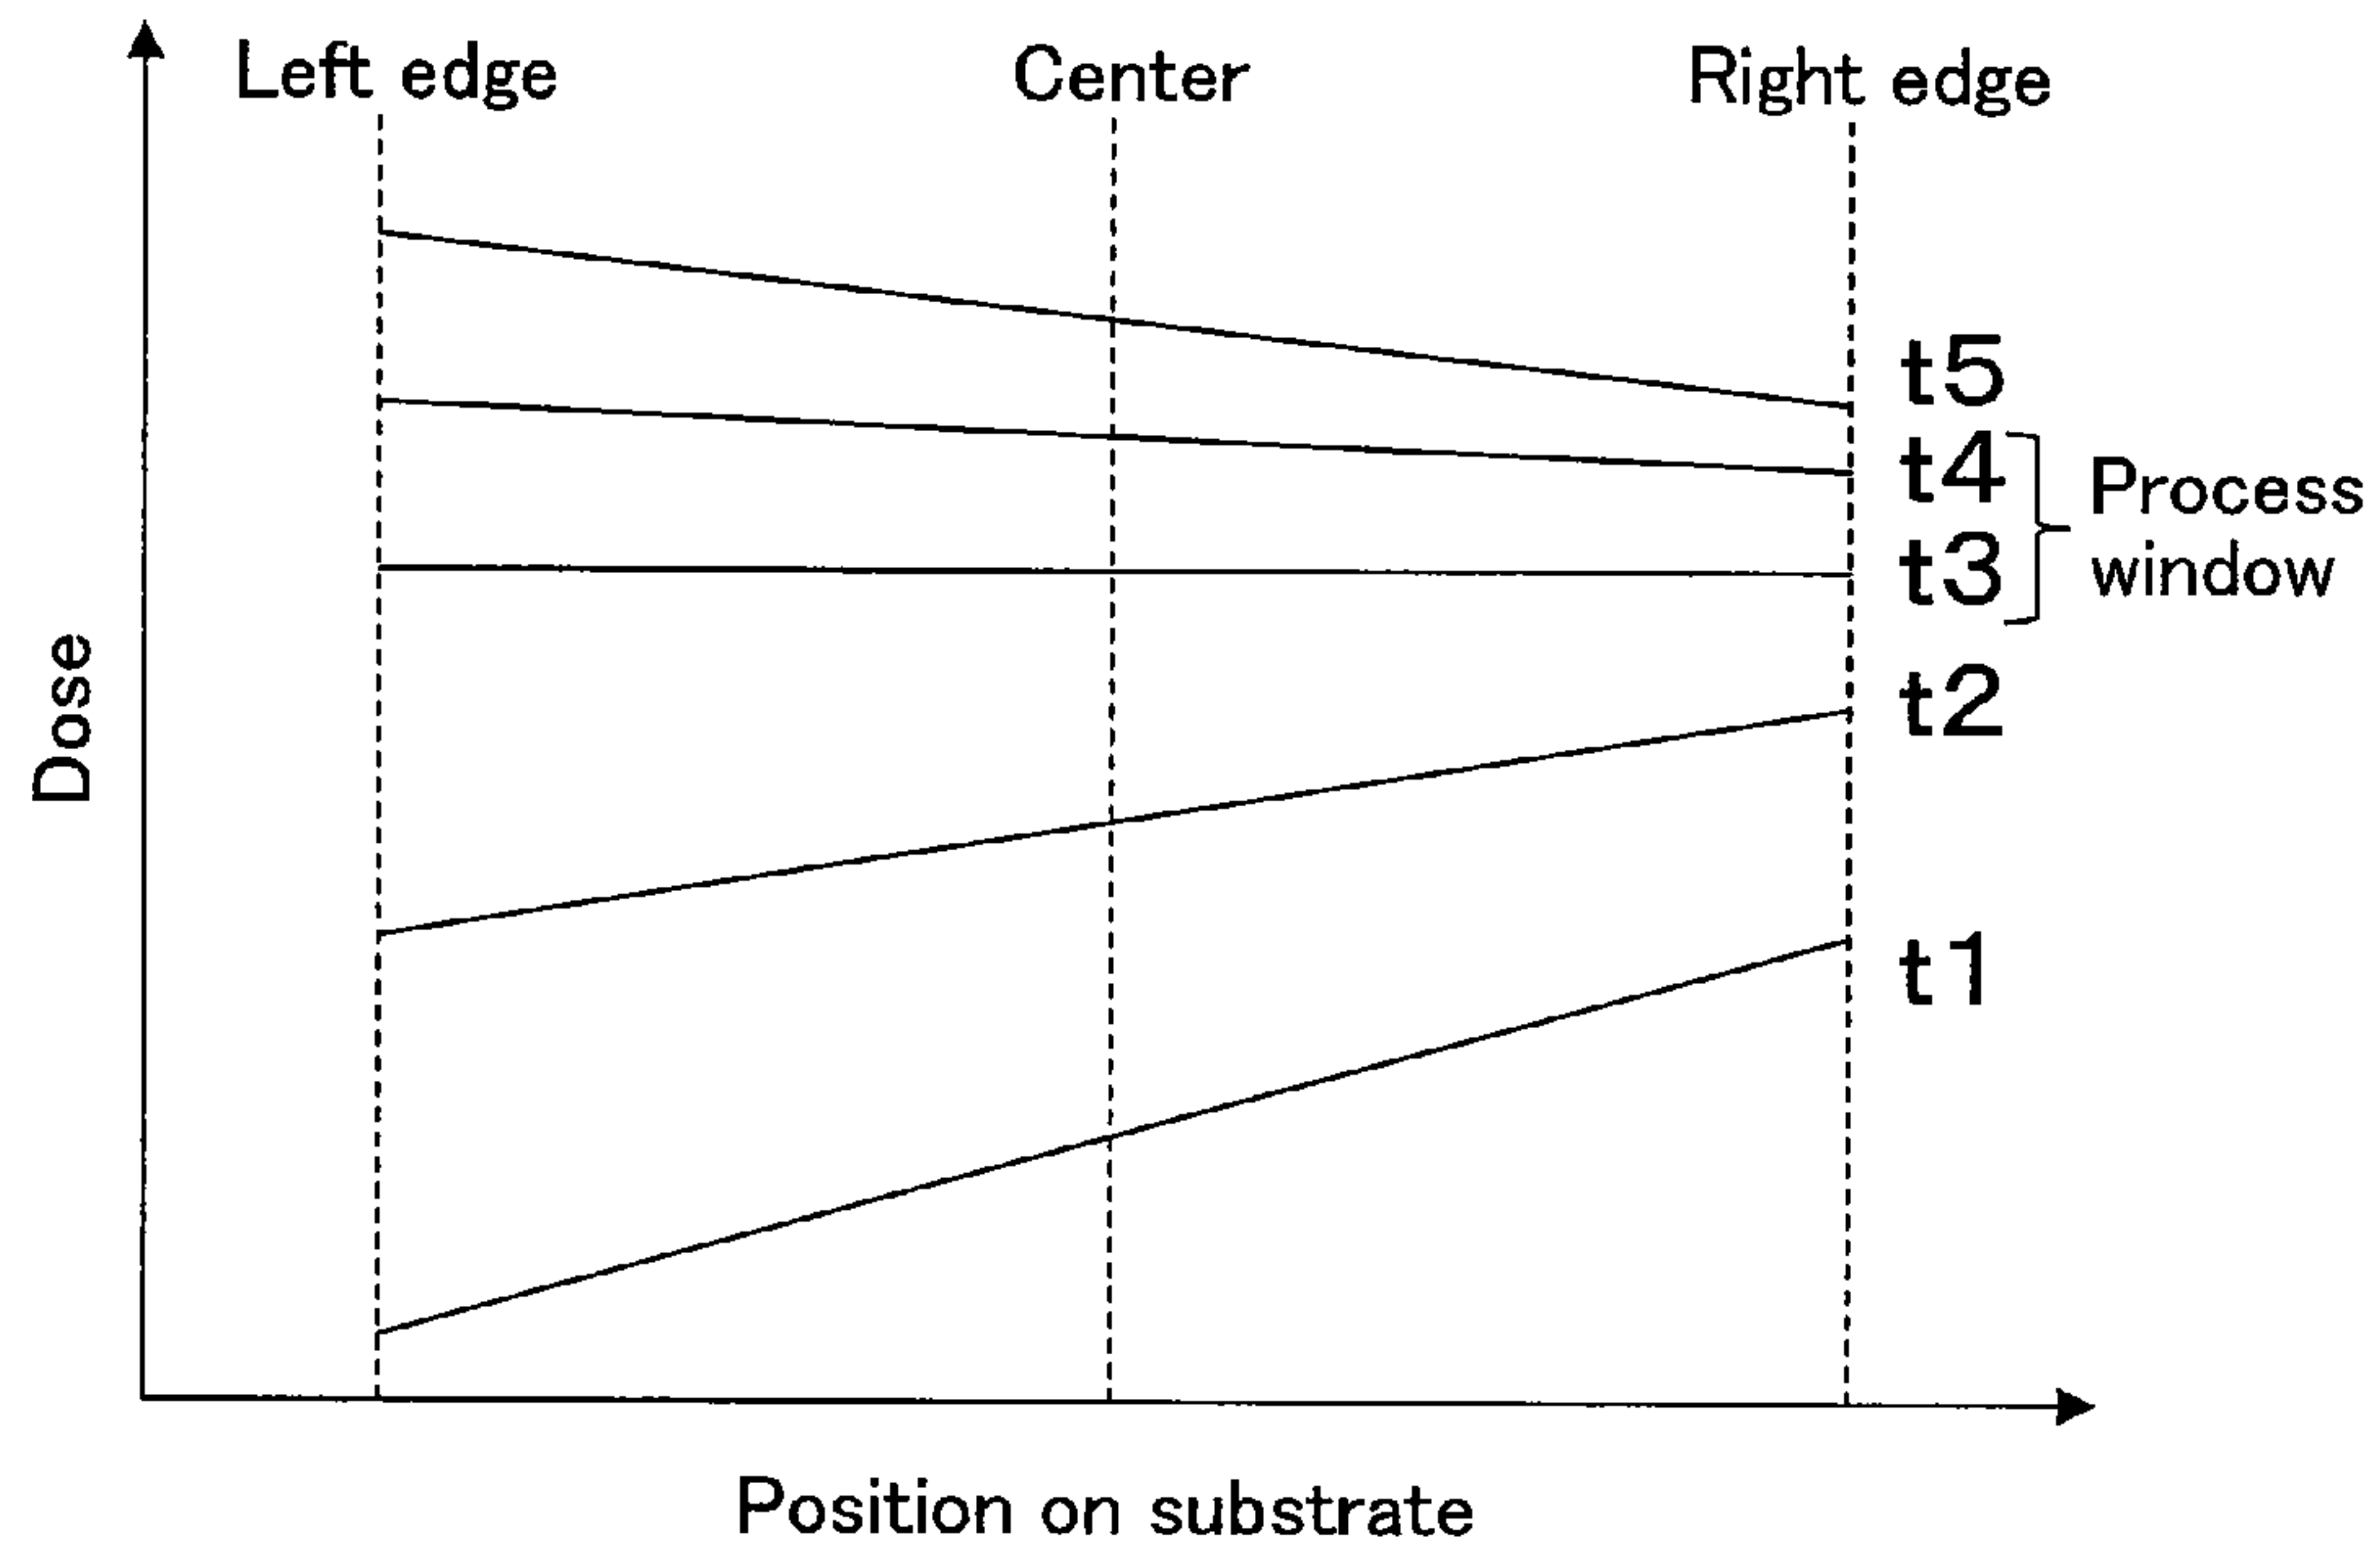 Left edge
Center
Right edge
t5
t4
t3
Process
window
t2
t1
Dose
Position on substrate